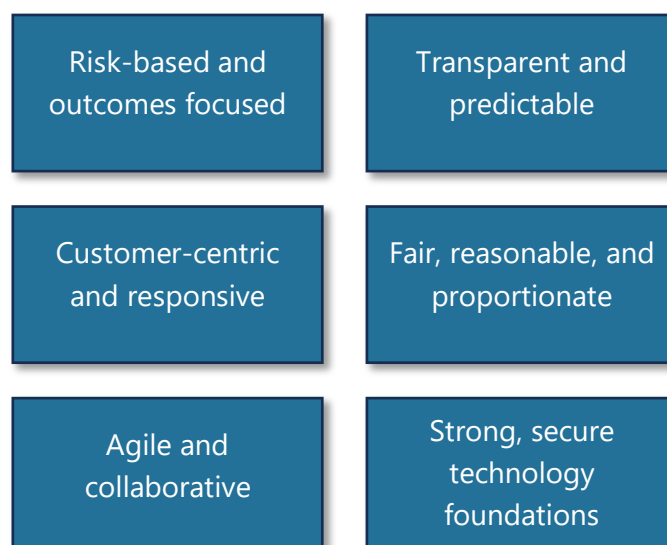 Risk-based and
outcomes focused
Transparent and
predictable
Customer-centric
and responsive
Fair, reasonable, and
proportionate
Agile and
collaborative
Strong, secure
technology
foundations